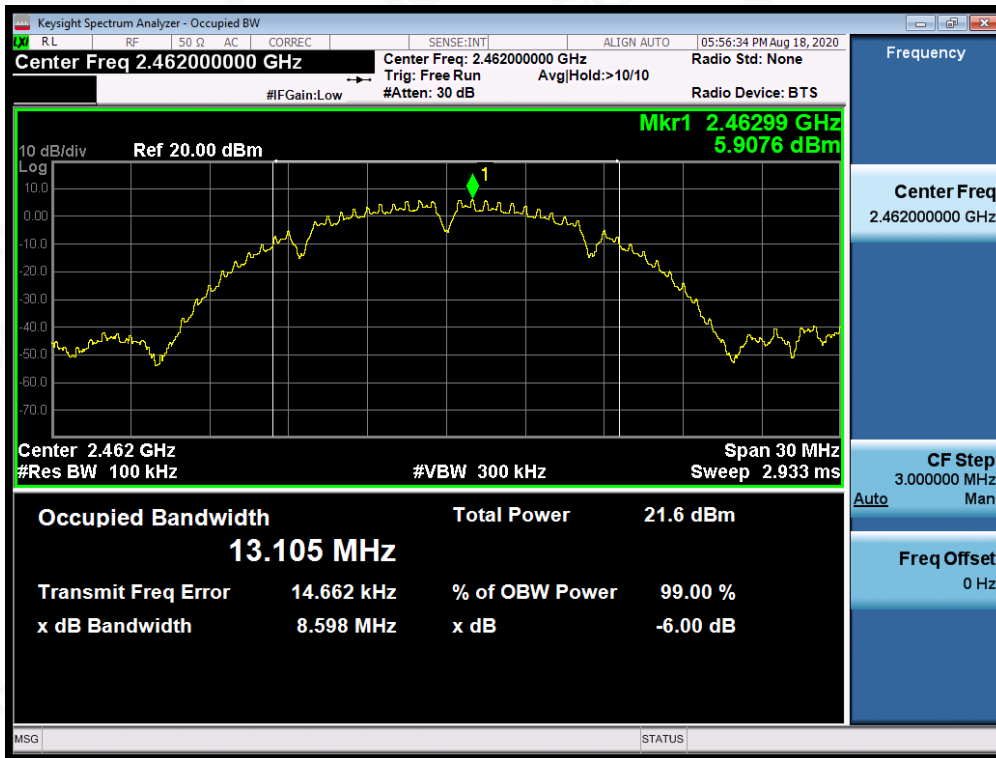 Keysight Spectrum Analyzer - Occupied BW
LXI RL RF 50 Ω AC CORREC SENSE:INT ALIGN AUTO 05:56:34 PM Aug 18, 2020
Center Freq 2.462000000 GHz
Center Freq: 2.462000000 GHz
Radio Std: None
Trig: Free Run Avg|Hold:>10/10
#IFGain:Low #Atten: 30 dB Radio Device: BTS
Mkr1 2.46299 GHz
5.9076 dBm
10 dB/div Ref 20.00 dBm
Log
1
10.0
0.00
-10.0
-20.0
-30.0
-40.0
-50.0
-60.0
-70.0
Center 2.462 GHz Span 30 MHz
#Res BW 100 kHz #VBW 300 kHz Sweep 2.933 ms
Occupied Bandwidth Total Power 21.6 dBm
13.105 MHz
Transmit Freq Error 14.662 kHz % of OBW Power 99.00 %
x dB Bandwidth 8.598 MHz x dB -6.00 dB
MSG STATUS
Frequency
Center Freq
2.462000000 GHz
CF Step
3.000000 MHz
Auto Man
Freq Offset
0 Hz